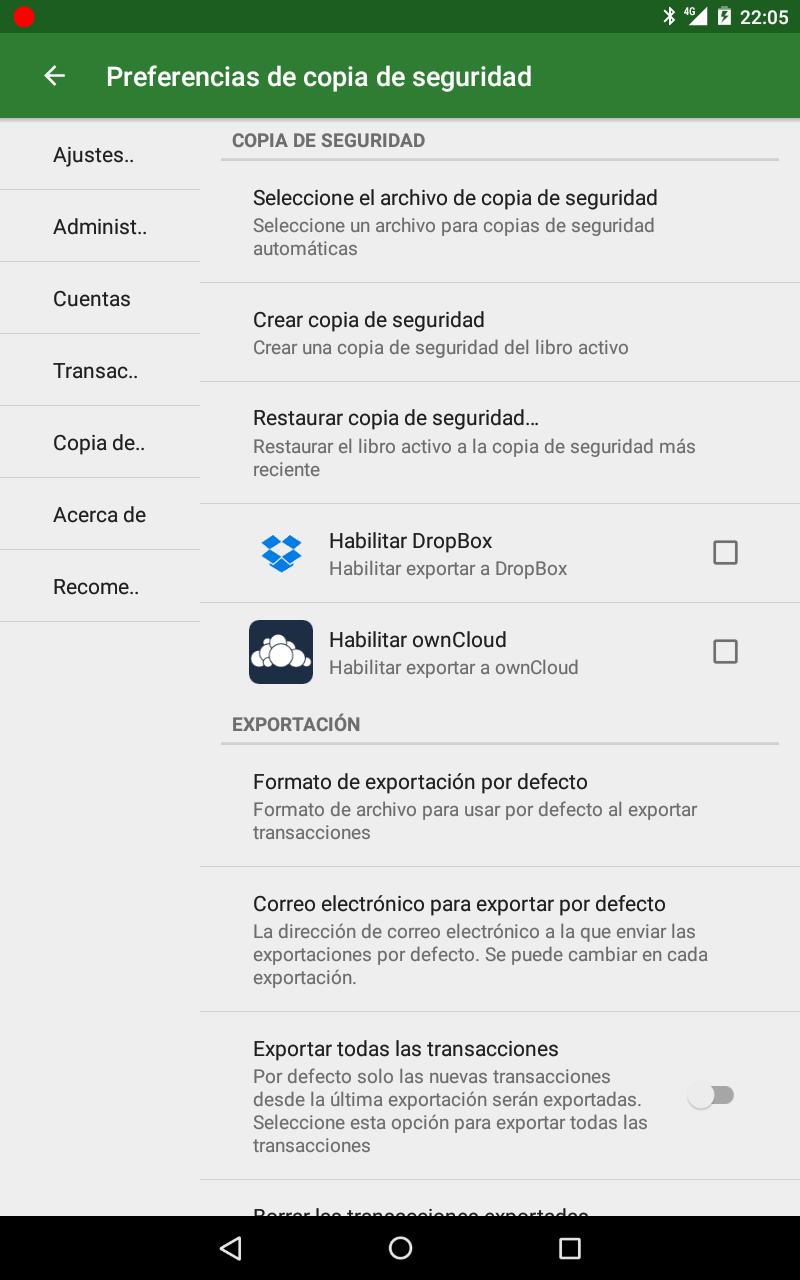 4G 22:05
Preferencias de copia de seguridad
Ajustes..
Administ..
Cuentas
Transac..
Copia de..
Acerca de
Recome..
COPIA DE SEGURIDAD
Seleccione el archivo de copia de seguridad
Seleccione un archivo para copias de seguridad
automáticas
Crear copia de seguridad
Crear una copia de seguridad del libro activo
Restaurar copia de seguridad…
Restaurar el libro activo a la copia de seguridad más
reciente
Habilitar DropBox
Habilitar exportar a DropBox
Habilitar ownCloud
Habilitar exportar a ownCloud
EXPORTACIÓN
Formato de exportación por defecto
Formato de archivo para usar por defecto al exportar
transacciones
Correo electrónico para exportar por defecto
La dirección de correo electrónico a la que enviar las
exportaciones por defecto. Se puede cambiar en cada
exportación.
Exportar todas las transacciones
Por defecto solo las nuevas transacciones
desde la última exportación serán exportadas.
Seleccione esta opción para exportar todas las
transacciones
Borrar las transacciones exportadas